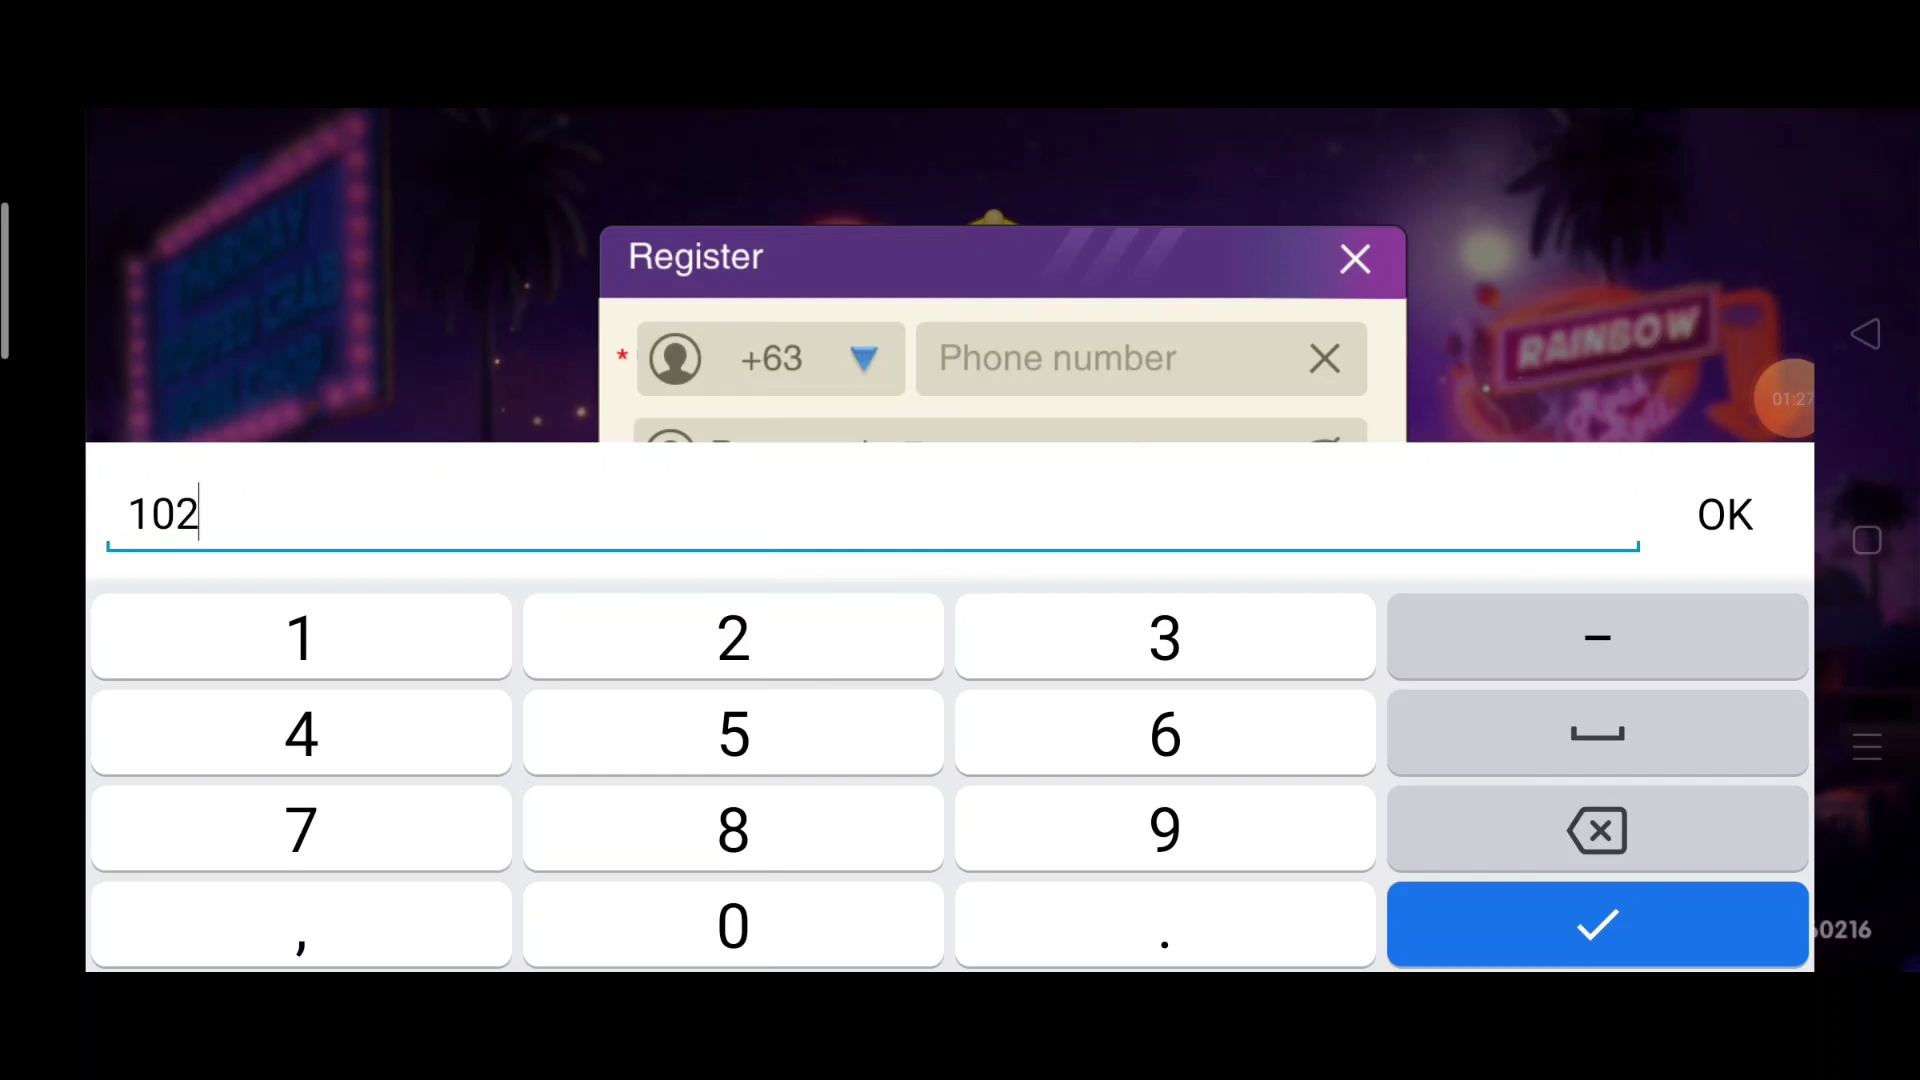 Register
* +63 Phone number
RAINBOW
01:27
102 OK
1 2 3 –
4 5 6
7 8 9
, 0 .
60216